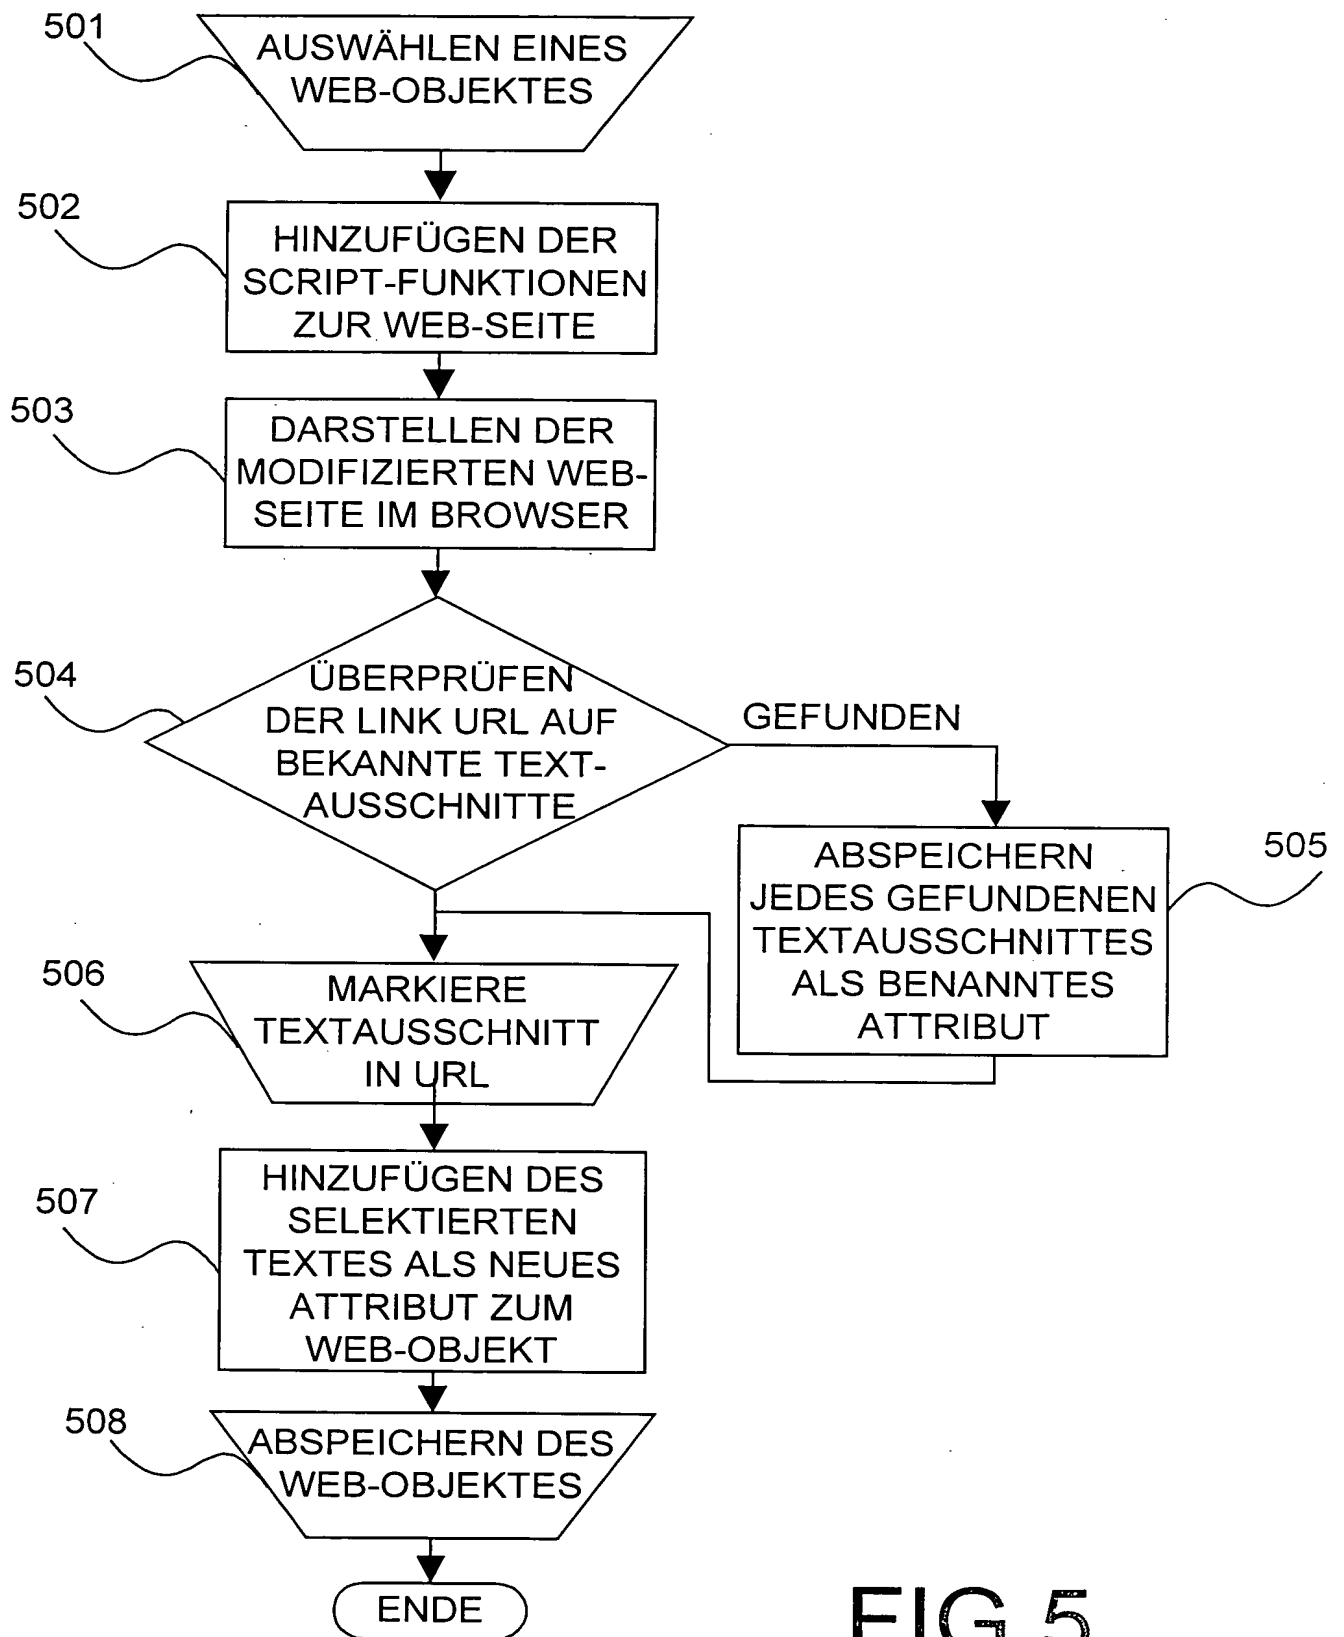 501
AUSWÄHLEN EINES
WEB-OBJEKTES
502
HINZUFÜGEN DER
SCRIPT-FUNKTIONEN
ZUR WEB-SEITE
503
DARSTELLEN DER
MODIFIZIERTEN WEB-
SEITE IM BROWSER
504
ÜBERPRÜFEN
DER LINK URL AUF
BEKANNTE TEXT-
AUSSCHNITTE
GEFUNDEN
505
ABSPEICHERN
JEDES GEFUNDENEN
TEXTAUSSCHNITTES
ALS BENANNTES
ATTRIBUT
506
MARKIERE
TEXTAUSSCHNITT
IN URL
507
HINZUFÜGEN DES
SELEKTIERTEN
TEXTES ALS NEUES
ATTRIBUT ZUM
WEB-OBJEKT
508
ABSPEICHERN DES
WEB-OBJEKTES
ENDE
FIG 5